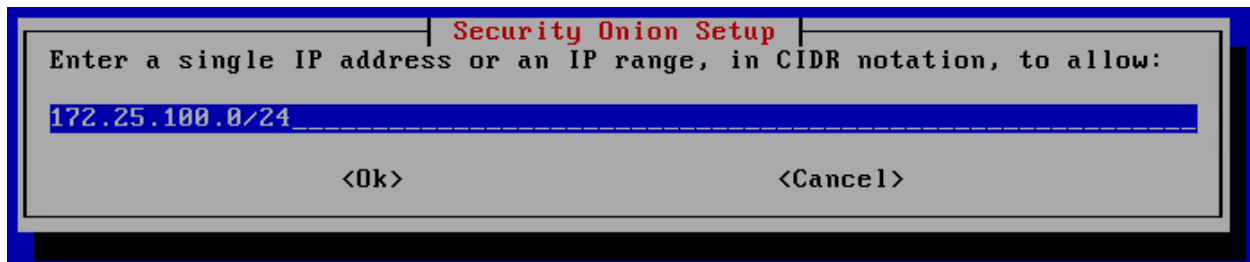 Security Onion Setup
Enter a single IP address or an IP range, in CIDR notation, to allow:
172.25.100.0/24
<Ok> <Cancel>